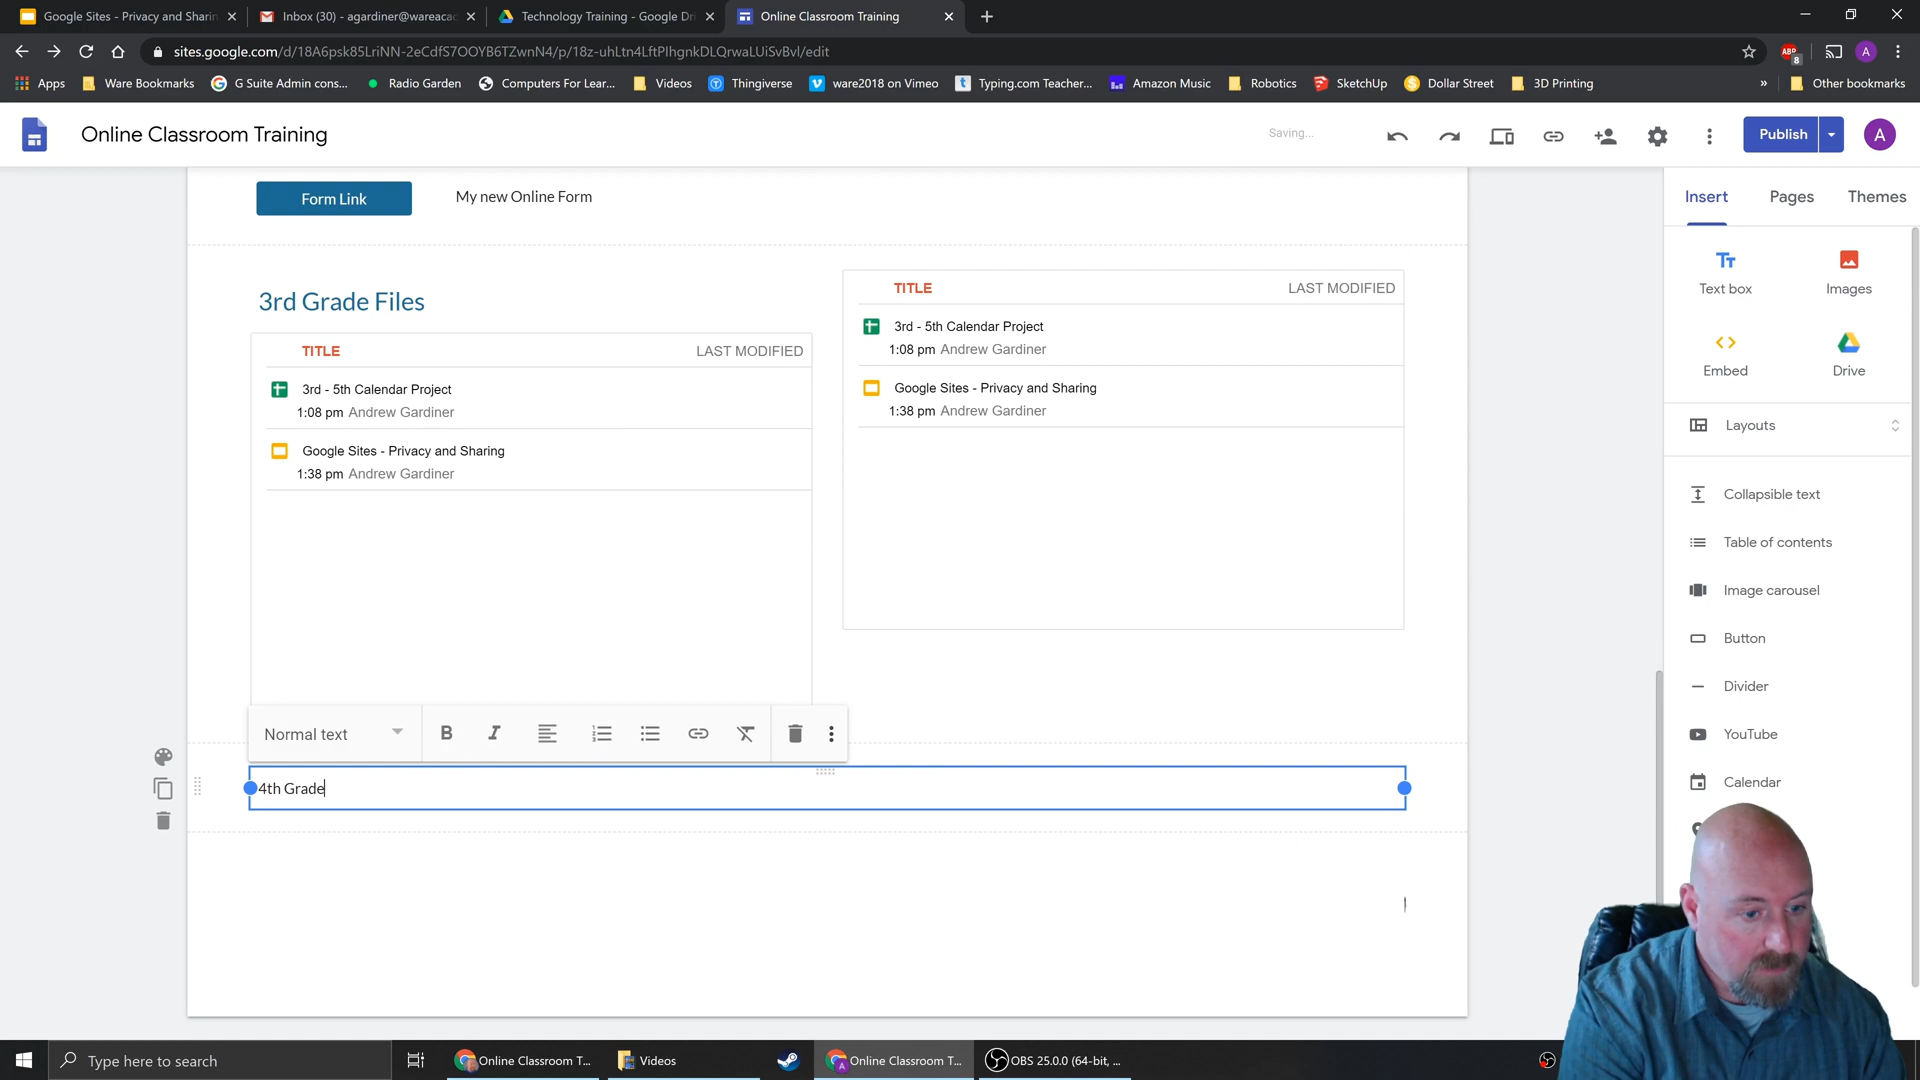 Google Sites - Privacy and Sharin
Inbox (30) - agardiner@wareaca
Technology Training - Google Dri
Online Classroom Training
sites.google.com/d/18A6psk85LriNN-2eCdfS7OOYB6TZwnN4/p/18z-uhLtn4LftPIhgnkDLQrwaLUiSvBvI/edit
ABP
8
A
Apps
Ware Bookmarks
G Suite Admin cons...
Radio Garden
Computers For Lear...
Videos
Thingiverse
ware2018 on Vimeo
Typing.com Teacher...
Amazon Music
Robotics
SketchUp
Dollar Street
3D Printing
»
Other bookmarks
Online Classroom Training
Saving...
Publish
A
Form Link
My new Online Form
Insert
Pages
Themes
Text box
Images
Embed
Drive
Layouts
Collapsible text
Table of contents
Image carousel
Button
Divider
YouTube
Calendar
3rd Grade Files
TITLE
LAST MODIFIED
3rd - 5th Calendar Project
1:08 pm Andrew Gardiner
Google Sites - Privacy and Sharing
1:38 pm Andrew Gardiner
TITLE
LAST MODIFIED
3rd - 5th Calendar Project
1:08 pm Andrew Gardiner
Google Sites - Privacy and Sharing
1:38 pm Andrew Gardiner
Normal text
B
I
4th Grade
Type here to search
Online Classroom T...
Videos
Online Classroom T...
OBS 25.0.0 (64-bit, ...